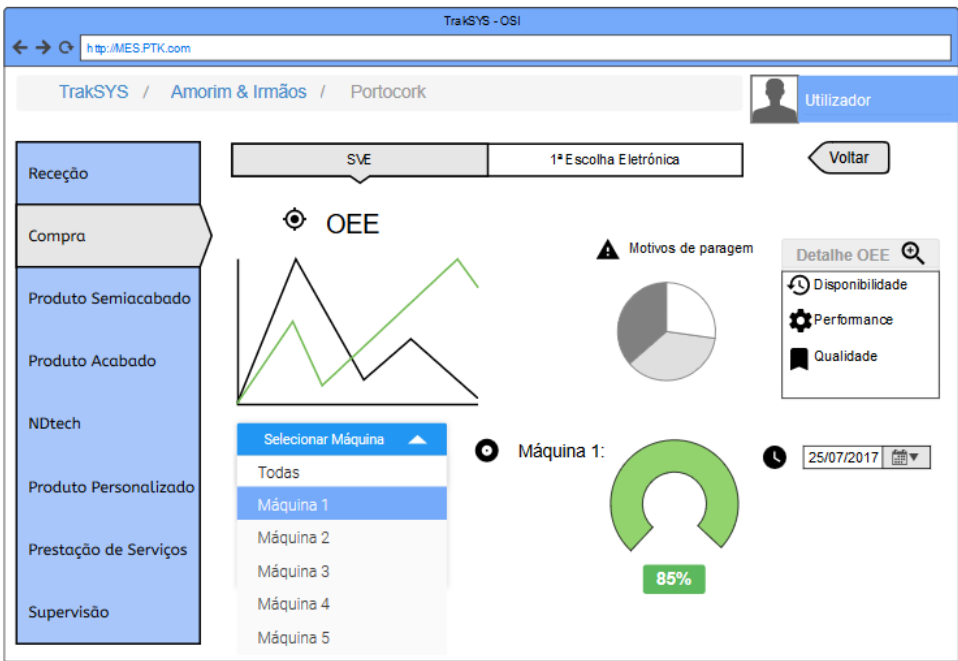 TrakSYS - OSI
http://MES.PTK.com
TrakSYS / Amorim & Irmãos / Portocork
Utilizador
Receção
Compra
Produto Semiacabado
Produto Acabado
NDtech
Produto Personalizado
Prestação de Serviços
Supervisão
SVE
1ª Escolha Eletrónica
Voltar
OEE
Motivos de paragem
Detalhe OEE
Disponibilidade
Performance
Qualidade
Selecionar Máquina
Todas
Máquina 1
Máquina 2
Máquina 3
Máquina 4
Máquina 5
Máquina 1:
85%
25/07/2017